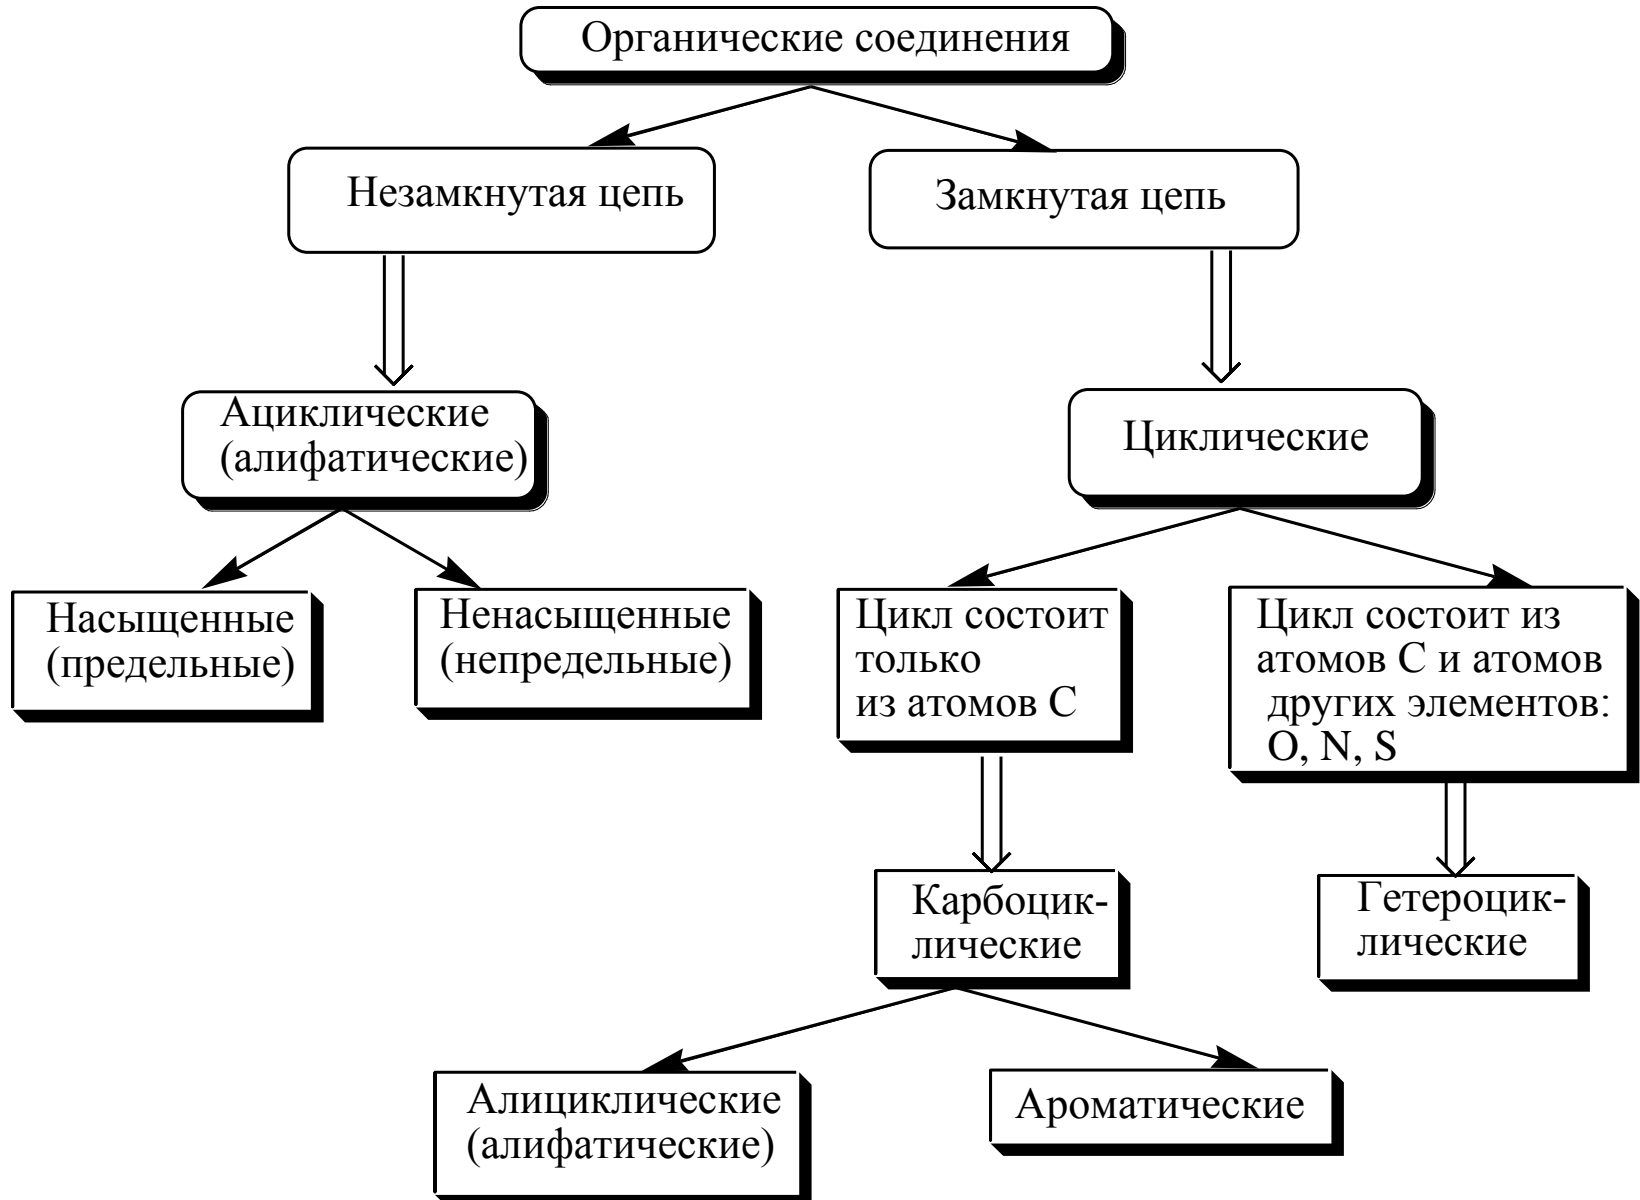 Органические соединения
Незамкнутая цепь
Замкнутая цепь
Ациклические
(алифатические)
Циклические
Насыщенные
(предельные)
Ненасыщенные
(непредельные)
Цикл состоит
только
из атомов С
Цикл состоит из
атомов С и атомов
других элементов:
O, N, S
Карбоцик-
лические
Гетероцик-
лические
Алициклические
(алифатические)
Ароматические